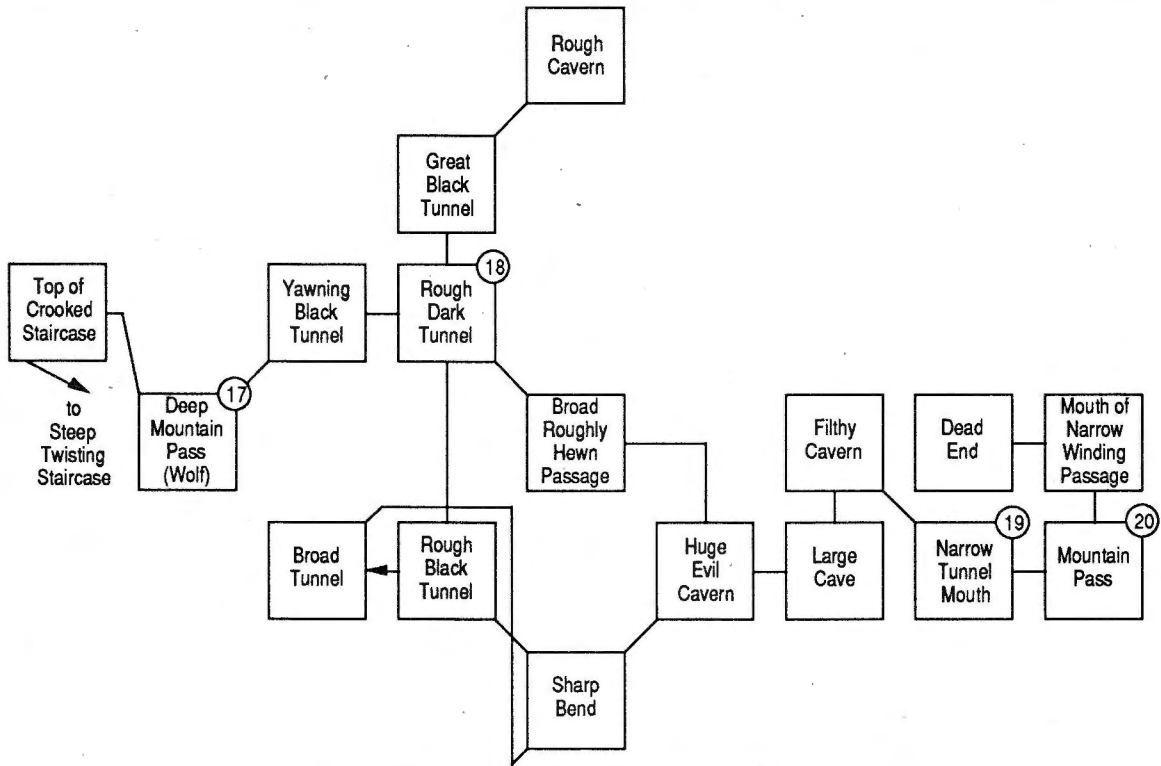 Rough
Cavern
Great
Black
Tunnel
18
Top of
Crooked
Staircase
Yawning
Black
Tunnel
Rough
Dark
Tunnel
17
to
Steep
Twisting
Staircase
Deep
Mountain
Pass
(Wolf)
Broad
Roughly
Hewn
Passage
Filthy
Cavern
Dead
End
Mouth of
Narrow
Winding
Passage
Broad
Tunnel
Rough
Black
Tunnel
Huge
Evil
Cavern
Large
Cave
19
Narrow
Tunnel
Mouth
20
Mountain
Pass
Sharp
Bend